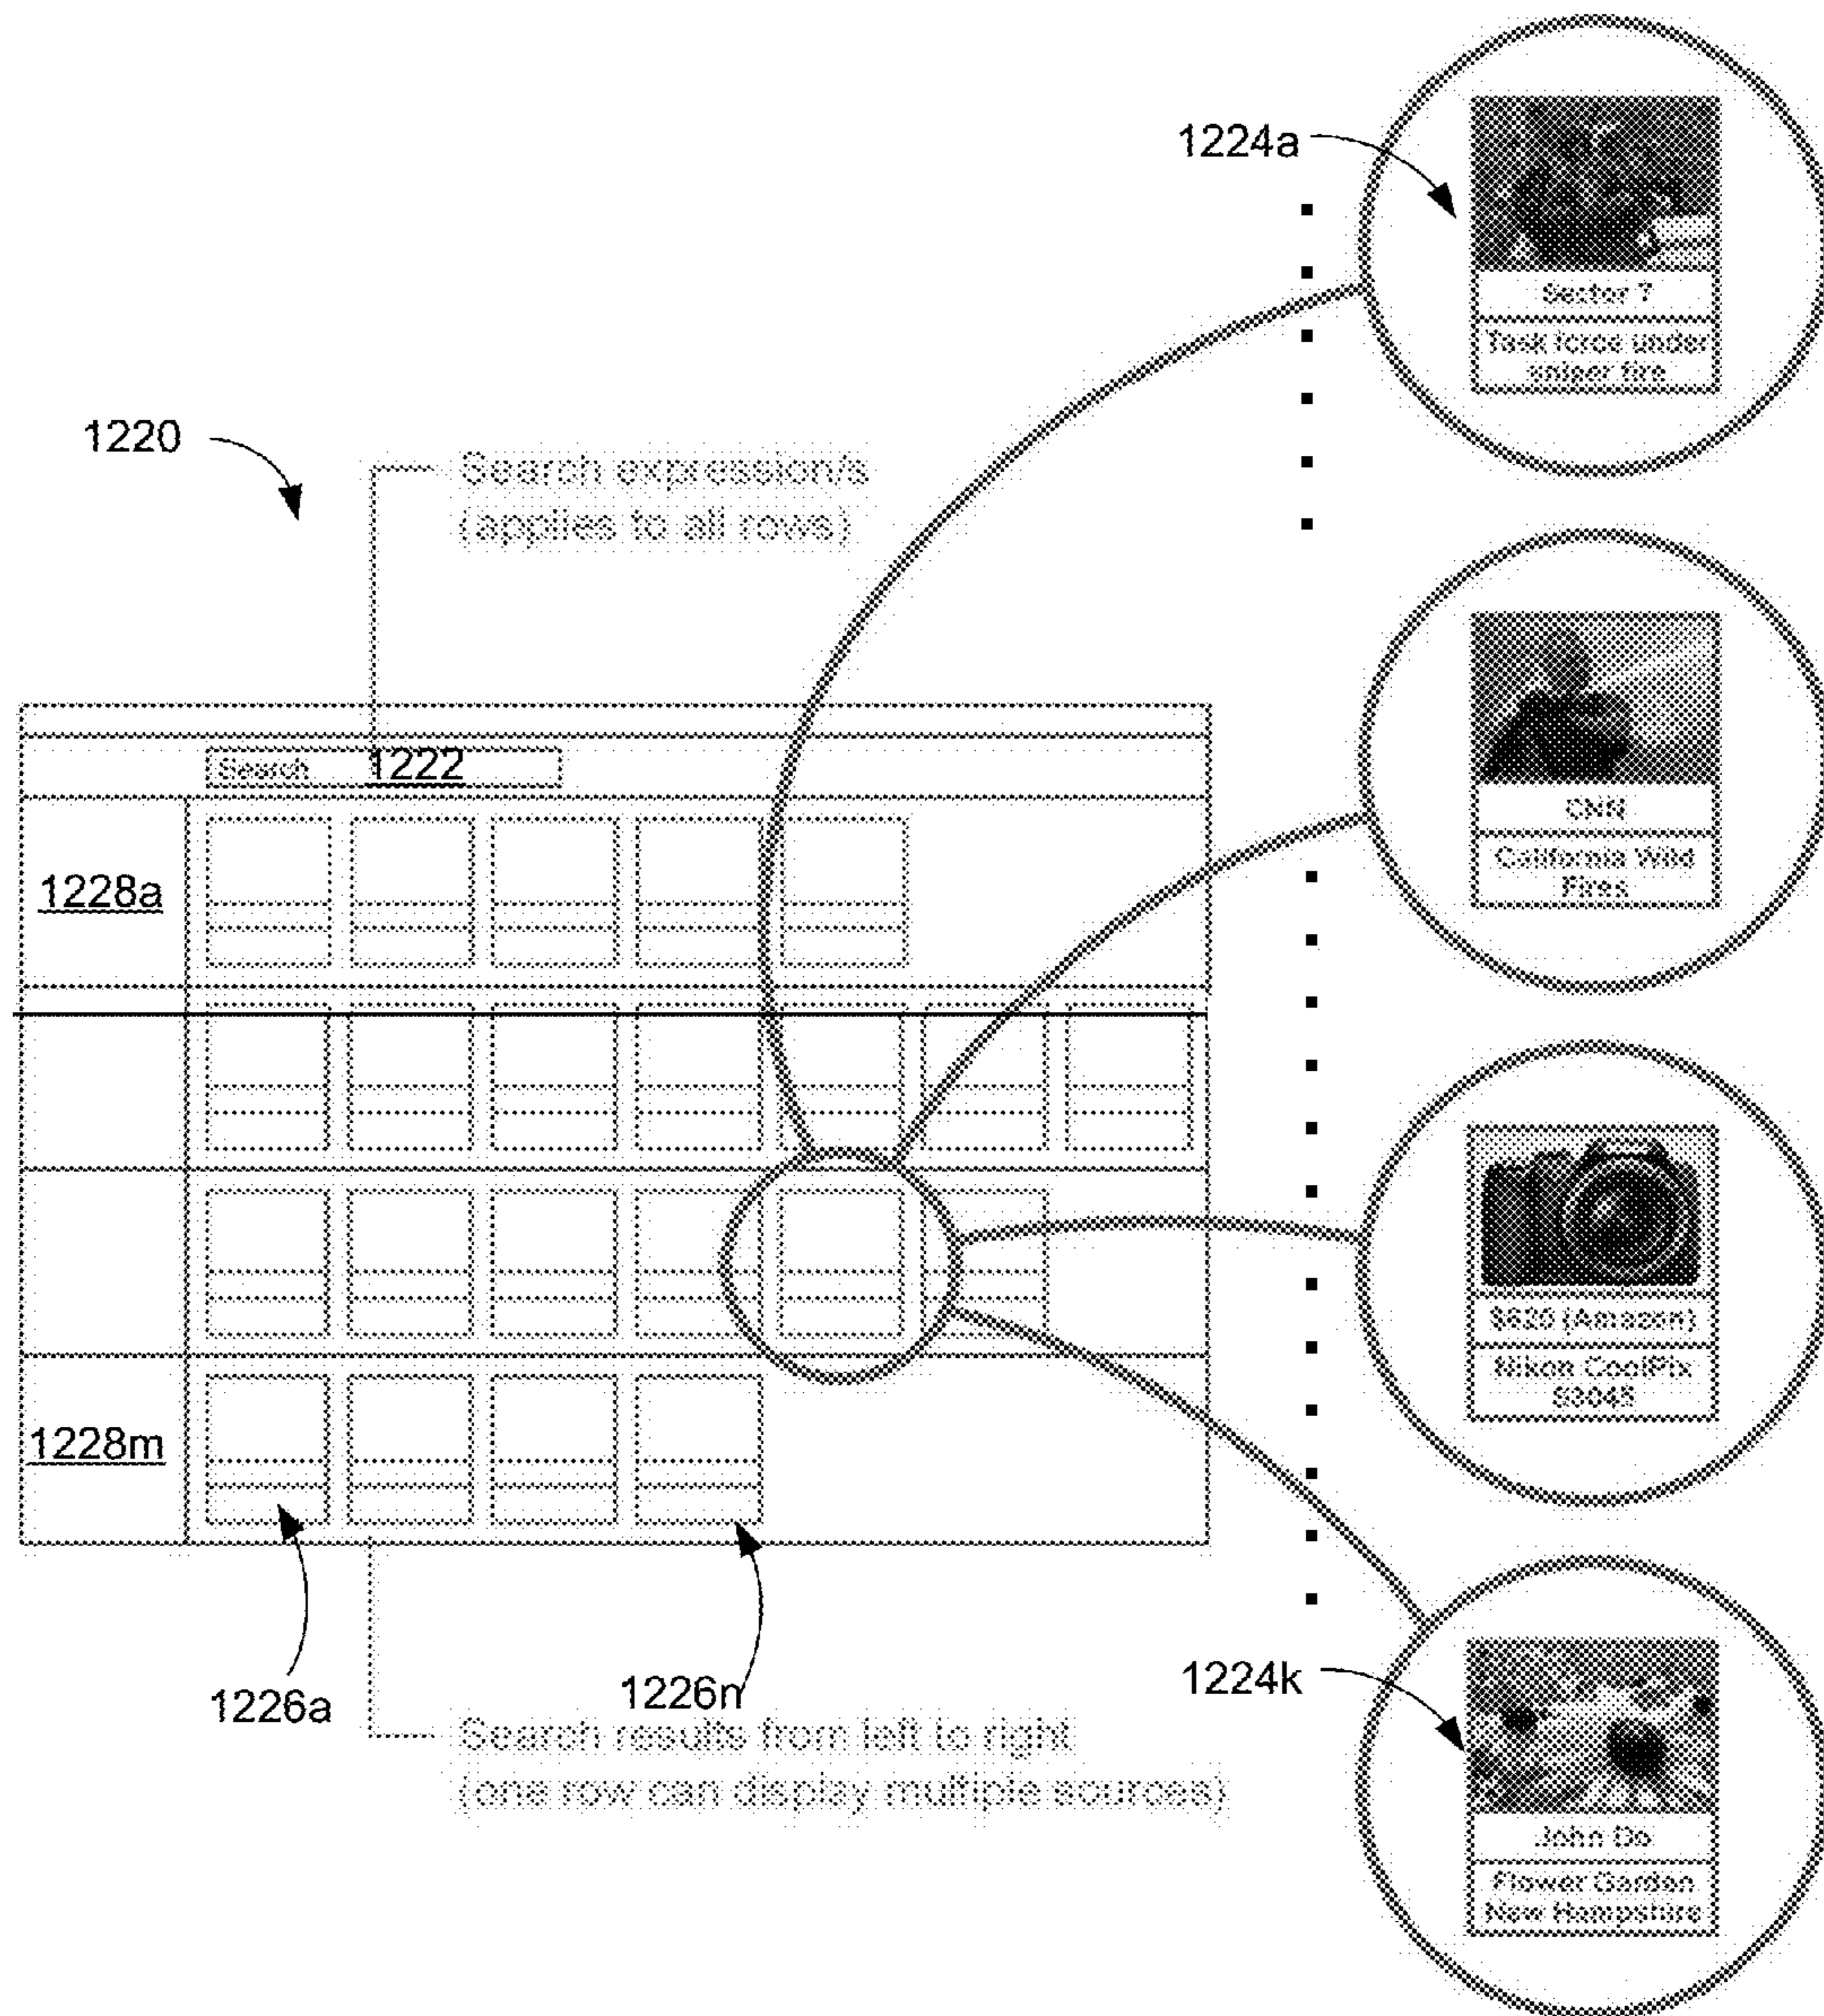 1224a
Sector 7
Task force under
sniper fire
1220
Search expression/s
(applies to all rows)
CNN
California Wild
Fires
Search 1222
1228a
(Amazon)
Nikon CoolPix
1228m
1226a
1226n
Search results from left to right
(one row can display multiple sources)
1224k
John Do
Flower Garden
New Hampshire